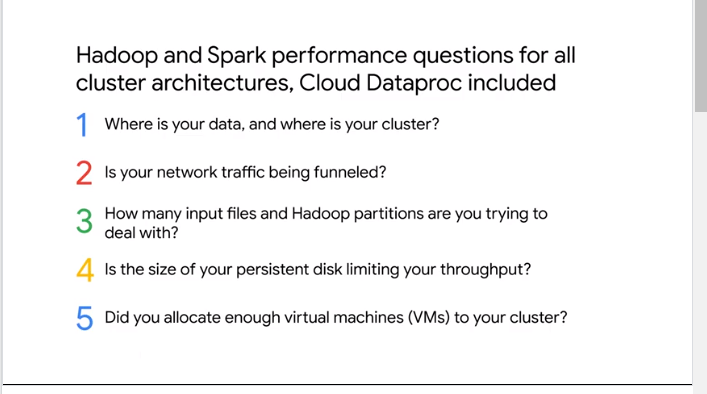 Hadoop and Spark performance questions for all
cluster architectures, Cloud Dataproc included
1 Where is your data, and where is your cluster?
2 Is your network traffic being funneled?
3 How many input files and Hadoop partitions are you trying to
deal with?
4 Is the size of your persistent disk limiting your throughput?
5 Did you allocate enough virtual machines (VMs) to your cluster?